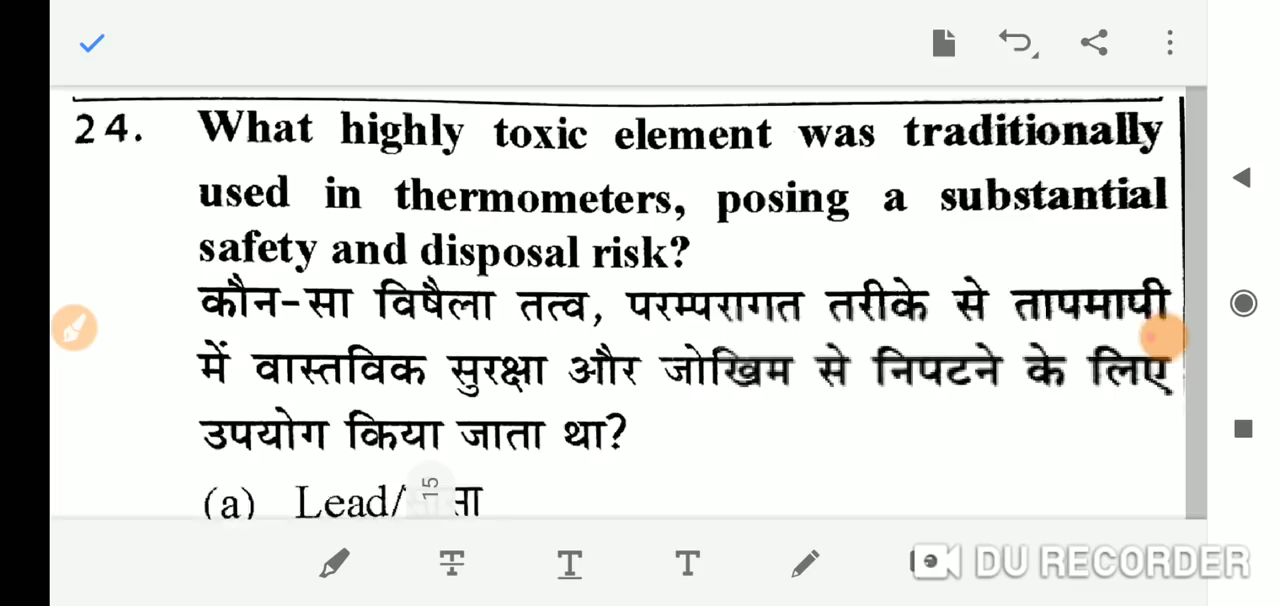 24. What highly toxic element was traditionally
used in thermometers, posing a substantial
safety and disposal risk?
कौन-सा विषैला तत्व, परम्परागत तरीके से तापमापी
में वास्तविक सुरक्षा और जोखिम से निपटने के लिए
उपयोग किया जाता था?
(a) Lead/
15
T T T
DU RECORDER